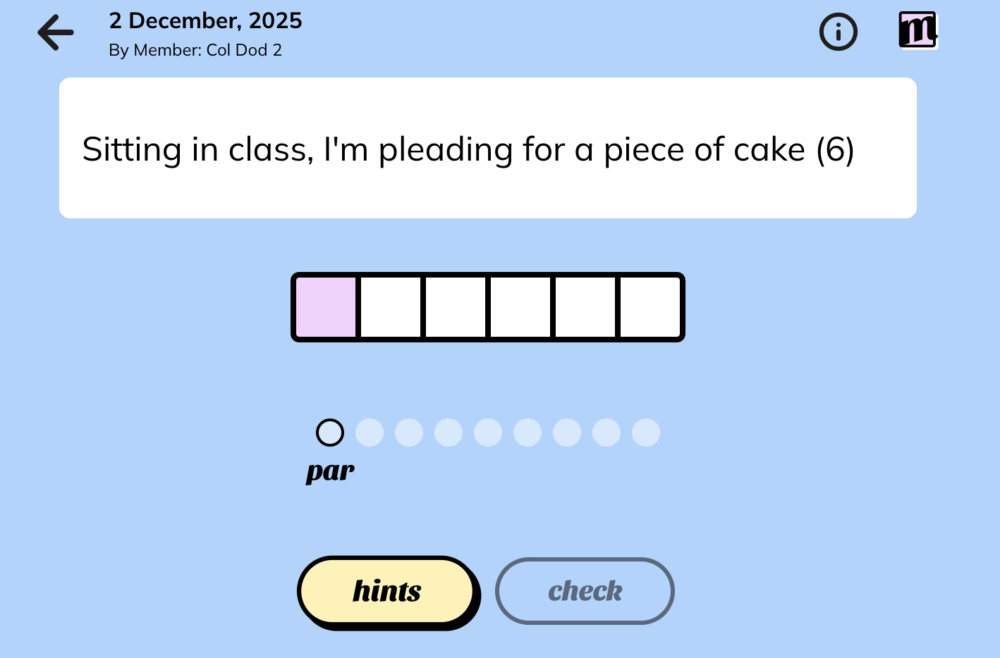 2 December, 2025
By Member: Col Dod 2
m
Sitting in class, I'm pleading for a piece of cake (6)
par
hints
check